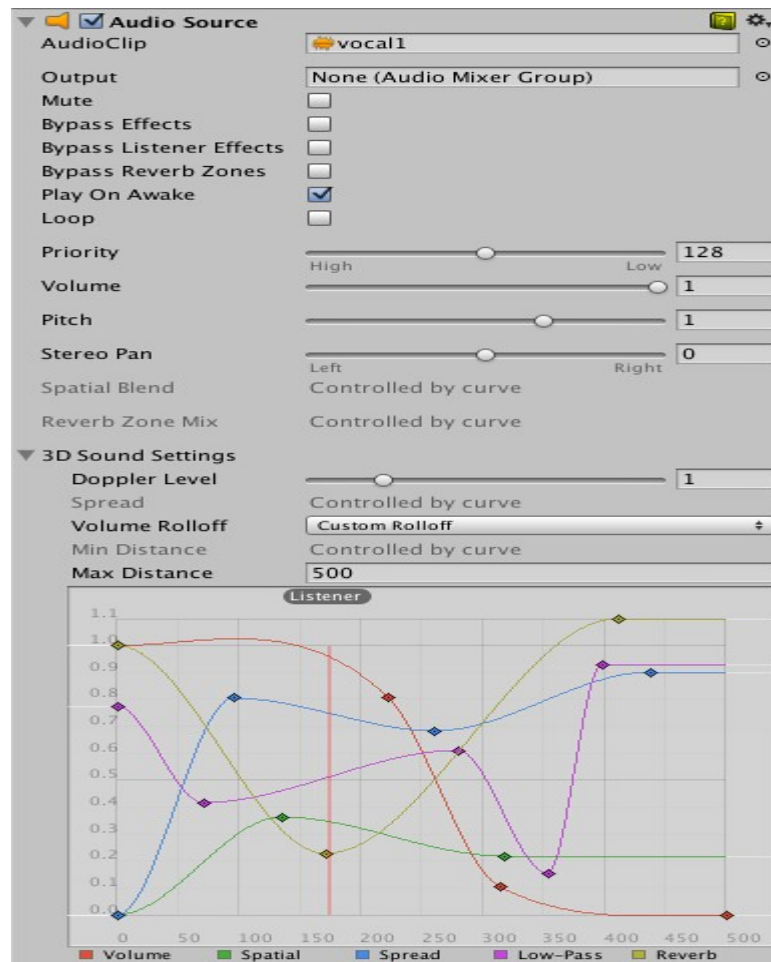 Audio Source
AudioClip vocal1
Output None (Audio Mixer Group)
Mute
Bypass Effects
Bypass Listener Effects
Bypass Reverb Zones
Play On Awake
Loop
Priority 128
High Low
Volume 1
Pitch 1
Stereo Pan 0
Left Right
Spatial Blend Controlled by curve
Reverb Zone Mix Controlled by curve
3D Sound Settings
Doppler Level 1
Spread Controlled by curve
Volume Rolloff Custom Rolloff
Min Distance Controlled by curve
Max Distance 500
Listener
1.1
1.0
0.9
0.8
0.7
0.6
0.5
0.4
0.3
0.2
0.1
0.0
0 50 100 150 200 250 300 350 400 450 500
Volume Spatial Spread Low-Pass Reverb